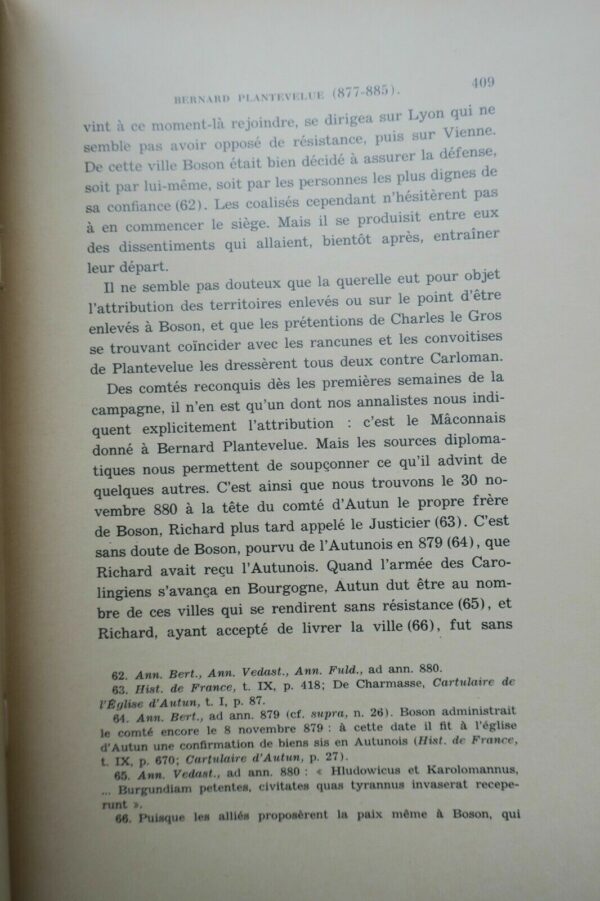 BERNARD PLANTEVELUE (877-885). 409
vint à ce moment-là rejoindre, se dirigea sur Lyon qui ne
semble pas avoir opposé de résistance, puis sur Vienne.
De cette ville Boson était bien décidé à assurer la défense,
soit par lui-même, soit par les personnes les plus dignes de
sa confiance (62). Les coalisés cependant n'hésitèrent pas
à en commencer le siège. Mais il se produisit entre eux
des dissentiments qui allaient, bientôt après, entraîner
leur départ.
Il ne semble pas douteux que la querelle eut pour objet
l'attribution des territoires enlevés ou sur le point d'être
enlevés à Boson, et que les prétentions de Charles le Gros
se trouvant coïncider avec les rancunes et les convoitises
de Plantevelue les dressèrent tous deux contre Carloman.
Des comtés reconquis dès les premières semaines de la
campagne, il n'en est qu'un dont nos annalistes nous indi-
quent explicitement l'attribution : c'est le Mâconnais
donné à Bernard Plantevelue. Mais les sources diploma-
tiques nous permettent de soupçonner ce qu'il advint de
quelques autres. C'est ainsi que nous trouvons le 30 no-
vembre 880 à la tête du comté d'Autun le propre frère
de Boson, Richard plus tard appelé le Justicier (63). C'est
sans doute de Boson, pourvu de l'Autunois en 879 (64), que
Richard avait reçu l'Autunois. Quand l'armée des Caro-
lingiens s'avança en Bourgogne, Autun dut être au nom-
bre de ces villes qui se rendirent sans résistance (65), et
Richard, ayant accepté de livrer la ville (66), fut sans
62. Ann. Bert., Ann. Vedast., Ann. Fuld., ad ann. 880.
63. Hist. de France, t. IX, p. 418; De Charmasse, Cartulaire de
l'Église d'Autun, t. I, p. 87.
64. Ann. Bert., ad ann. 879 (cf. supra, n. 26). Boson administrait
le comté encore le 8 novembre 879 : à cette date il fit à l'église
d'Autun une confirmation de biens sis en Autunois (Hist. de France,
t. IX, p. 670; Cartulaire d'Autun, p. 27).
65. Ann. Vedast., ad ann. 880 : « Hludowicus et Karolomannus,
... Burgundiam petentes, civitates quas tyrannus invaserat recepe-
runt ».
66. Puisque les alliés proposèrent la paix même à Boson, qui